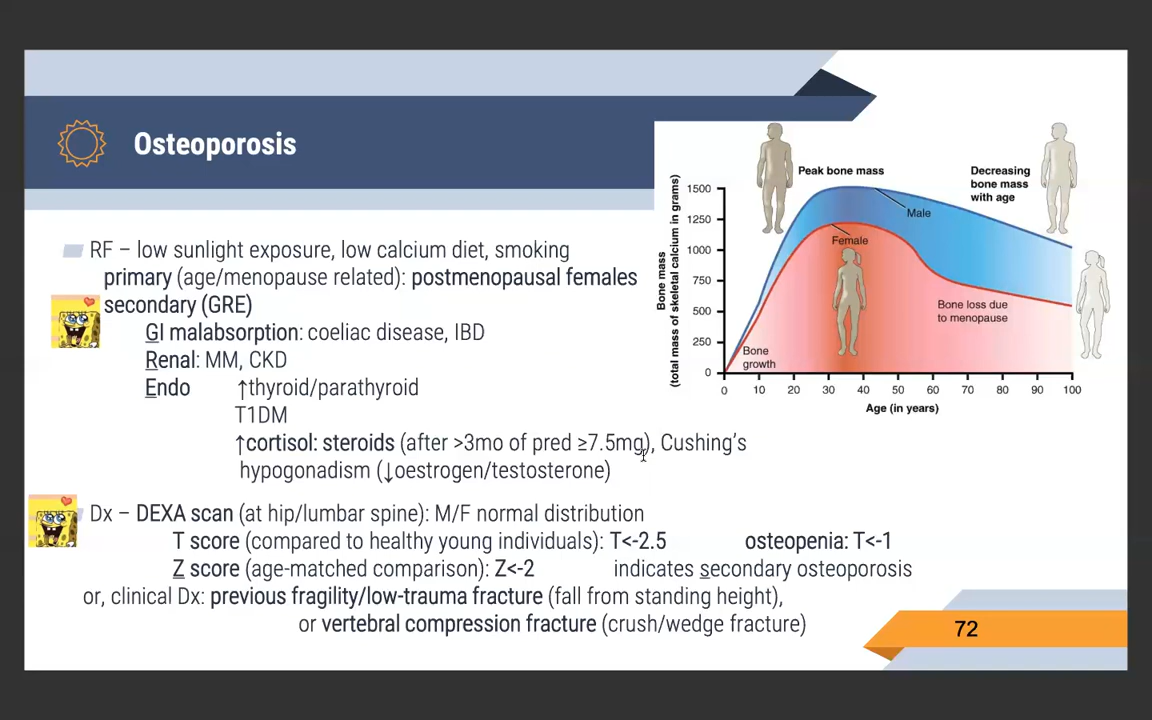 Osteoporosis
RF – low sunlight exposure, low calcium diet, smoking
primary (age/menopause related): postmenopausal females
secondary (GRE)
GI malabsorption: coeliac disease, IBD
Renal: MM, CKD
Endo ↑thyroid/parathyroid
T1DM
↑cortisol: steroids (after >3mo of pred ≥7.5mg), Cushing's
hypogonadism (↓oestrogen/testosterone)
Dx – DEXA scan (at hip/lumbar spine): M/F normal distribution
T score (compared to healthy young individuals): T<-2.5 osteopenia: T<-1
Z score (age-matched comparison): Z<-2 indicates secondary osteoporosis
or, clinical Dx: previous fragility/low-trauma fracture (fall from standing height),
or vertebral compression fracture (crush/wedge fracture)
Bone mass
(total mass of skeletal calcium in grams)
1500
1250
1000
750
500
250
0
Peak bone mass
Decreasing
bone mass
with age
Male
Female
Bone loss due
to menopause
Bone
growth
0 10 20 30 40 50 60 70 80 90 100
Age (in years)
72